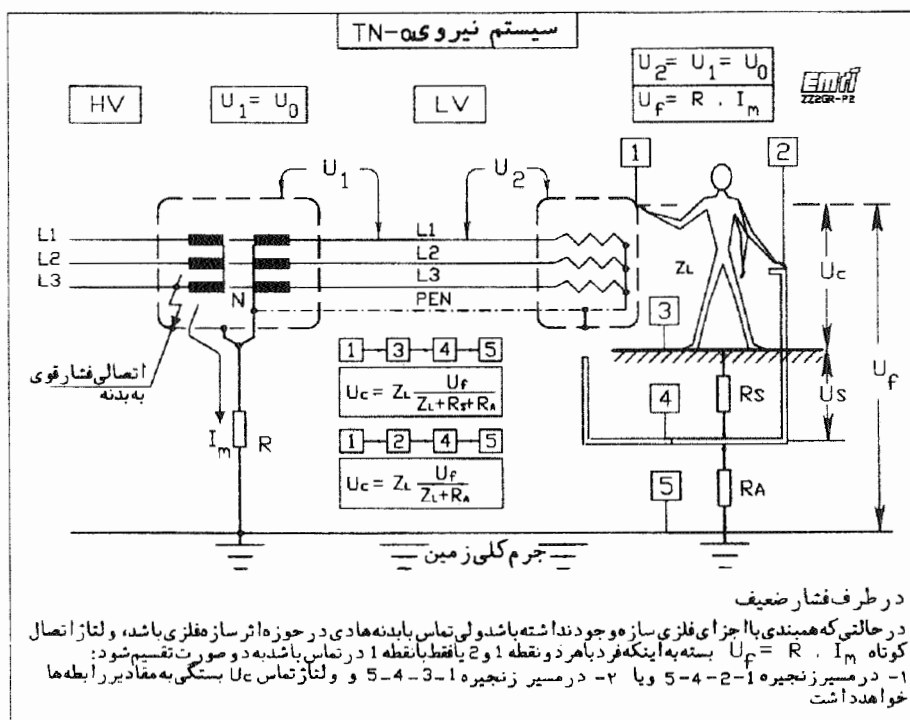 سیستم نیروی TN-α
U2 = U1 = U0
Uf = R . Im
Emrī
ZZ2GR-P2
HV
U1 = U0
LV
U1
U2
1
2
L1
L1
L2
L2
L3
L3
N
PEN
ZL
Uc
3
اتصالی فشار قوی
به بدنه
1 3 4 5
Uc = ZL Uf / ZL+RS+RA
Im
R
1 2 4 5
Uc = ZL Uf / ZL+RA
4
RS
US
Uf
5
RA
جرم کلی زمین
در طرف فشار ضعیف
در حالتی که همبندی با اجزای فلزی سازه وجود نداشته باشد ولی تماس با بدنه هادی در حوزه اثر سازه فلزی باشد، ولتاژ اتصال
کوتاه Uf = R . Im بسته به اینکه فرد با هر دو نقطه 1 و 2 یا فقط با نقطه 1 در تماس باشد به دو صورت تقسیم شود:
۱- در مسیر زنجیره 1-2-4-5 و یا ۲- در مسیر زنجیره 1-3-4-5 و ولتاژ تماس Uc بستگی به مقادیر رابطه ها
خواهد داشت